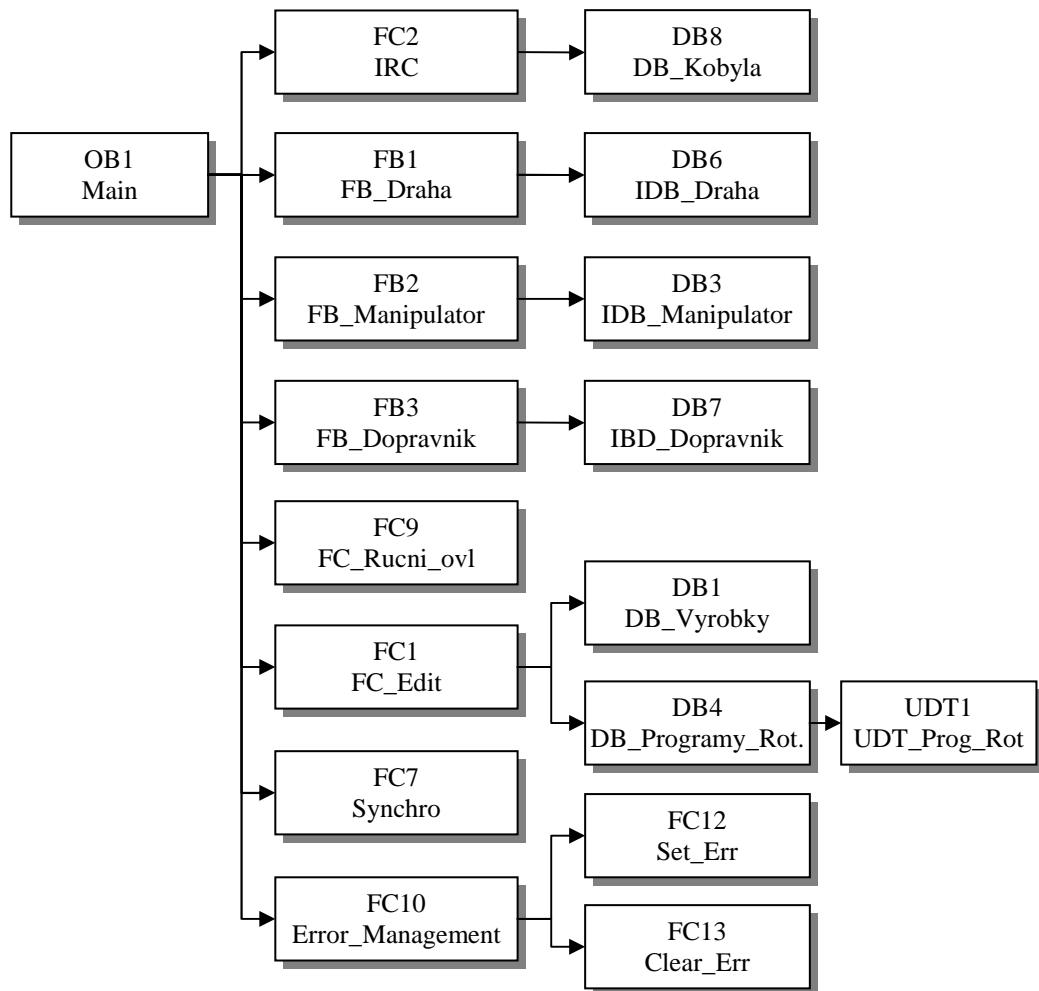 FC2
IRC
DB8
DB_Kobyla
OB1
Main
FB1
FB_Draha
DB6
IDB_Draha
FB2
FB_Manipulator
DB3
IDB_Manipulator
FB3
FB_Dopravnik
DB7
IBD_Dopravnik
FC9
FC_Rucni_ovl
DB1
DB_Vyrobky
FC1
FC_Edit
DB4
DB_Programy_Rot.
UDT1
UDT_Prog_Rot
FC7
Synchro
FC12
Set_Err
FC10
Error_Management
FC13
Clear_Err